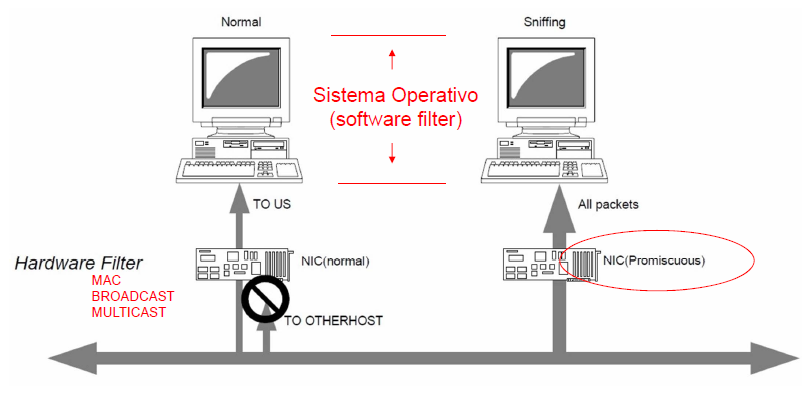 Normal
Sniffing
Sistema Operativo
(software filter)
TO US
All packets
Hardware Filter
NIC(normal)
NIC(Promiscuous)
MAC
BROADCAST
MULTICAST
TO OTHERHOST